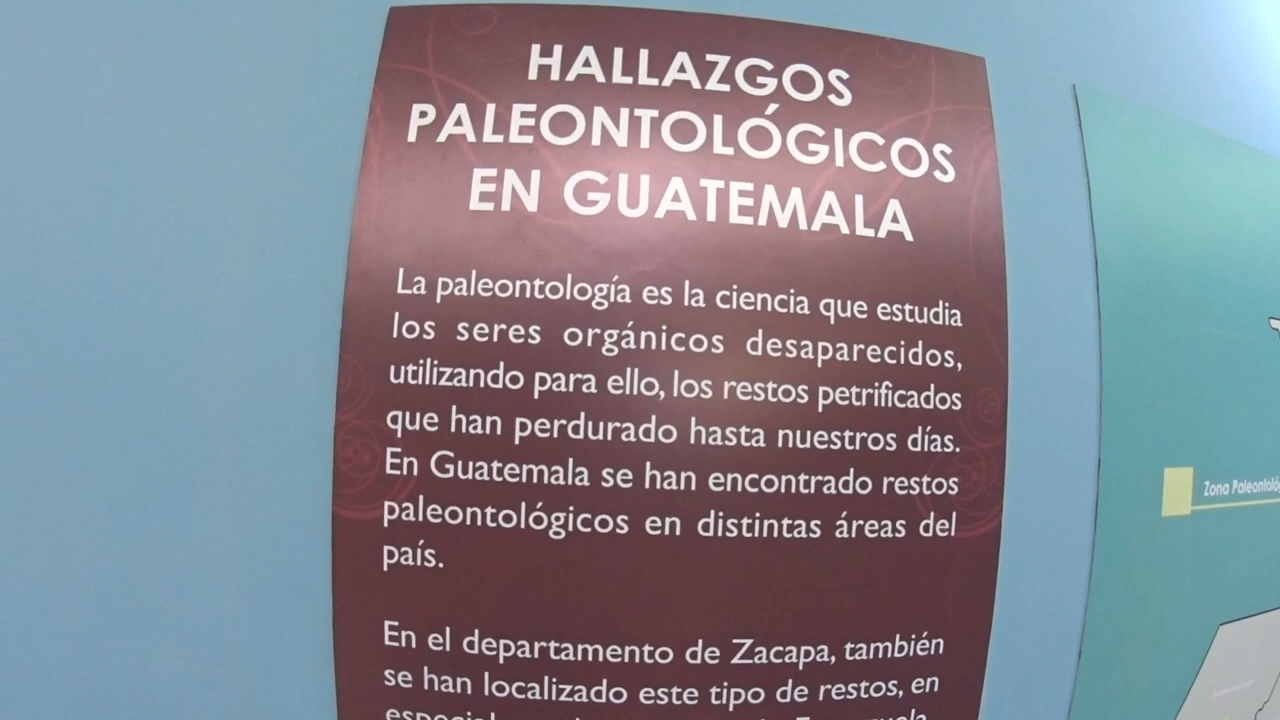 HALLAZGOS
PALEONTOLÓGICOS
EN GUATEMALA
La paleontología es la ciencia que estudia
los seres orgánicos desaparecidos,
utilizando para ello, los restos petrificados
que han perdurado hasta nuestros días.
En Guatemala se han encontrado restos
paleontológicos en distintas áreas del
país.
En el departamento de Zacapa, también
se han localizado este tipo de restos, en
Zona